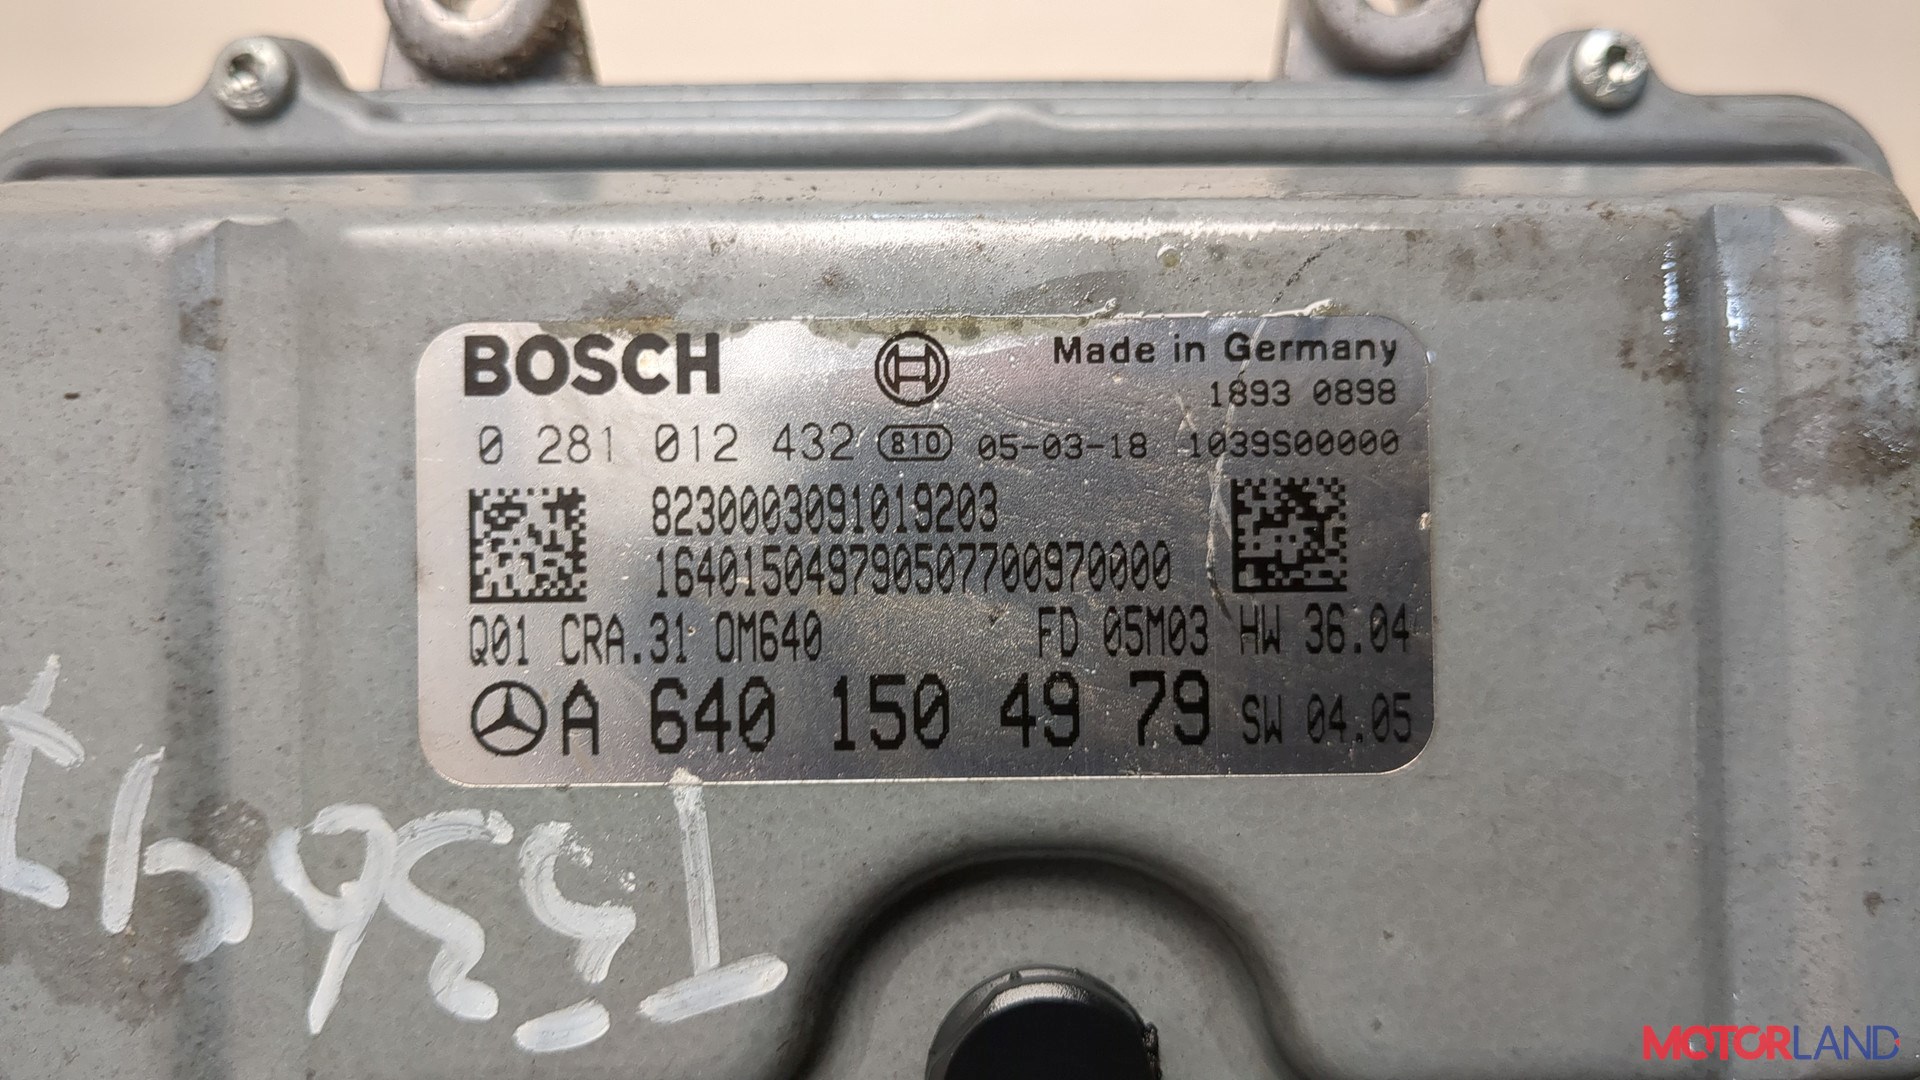 BOSCH
Made in Germany
1893 0898
0 281 012 432 810 05-03-18 1039S00000
8230003091019203
16401504979050770097​0000
Q01 CRA.31 OM640 FD 05M03 HW 36.04
A 640 150 49 79 SW 04.05
MOTORLAND